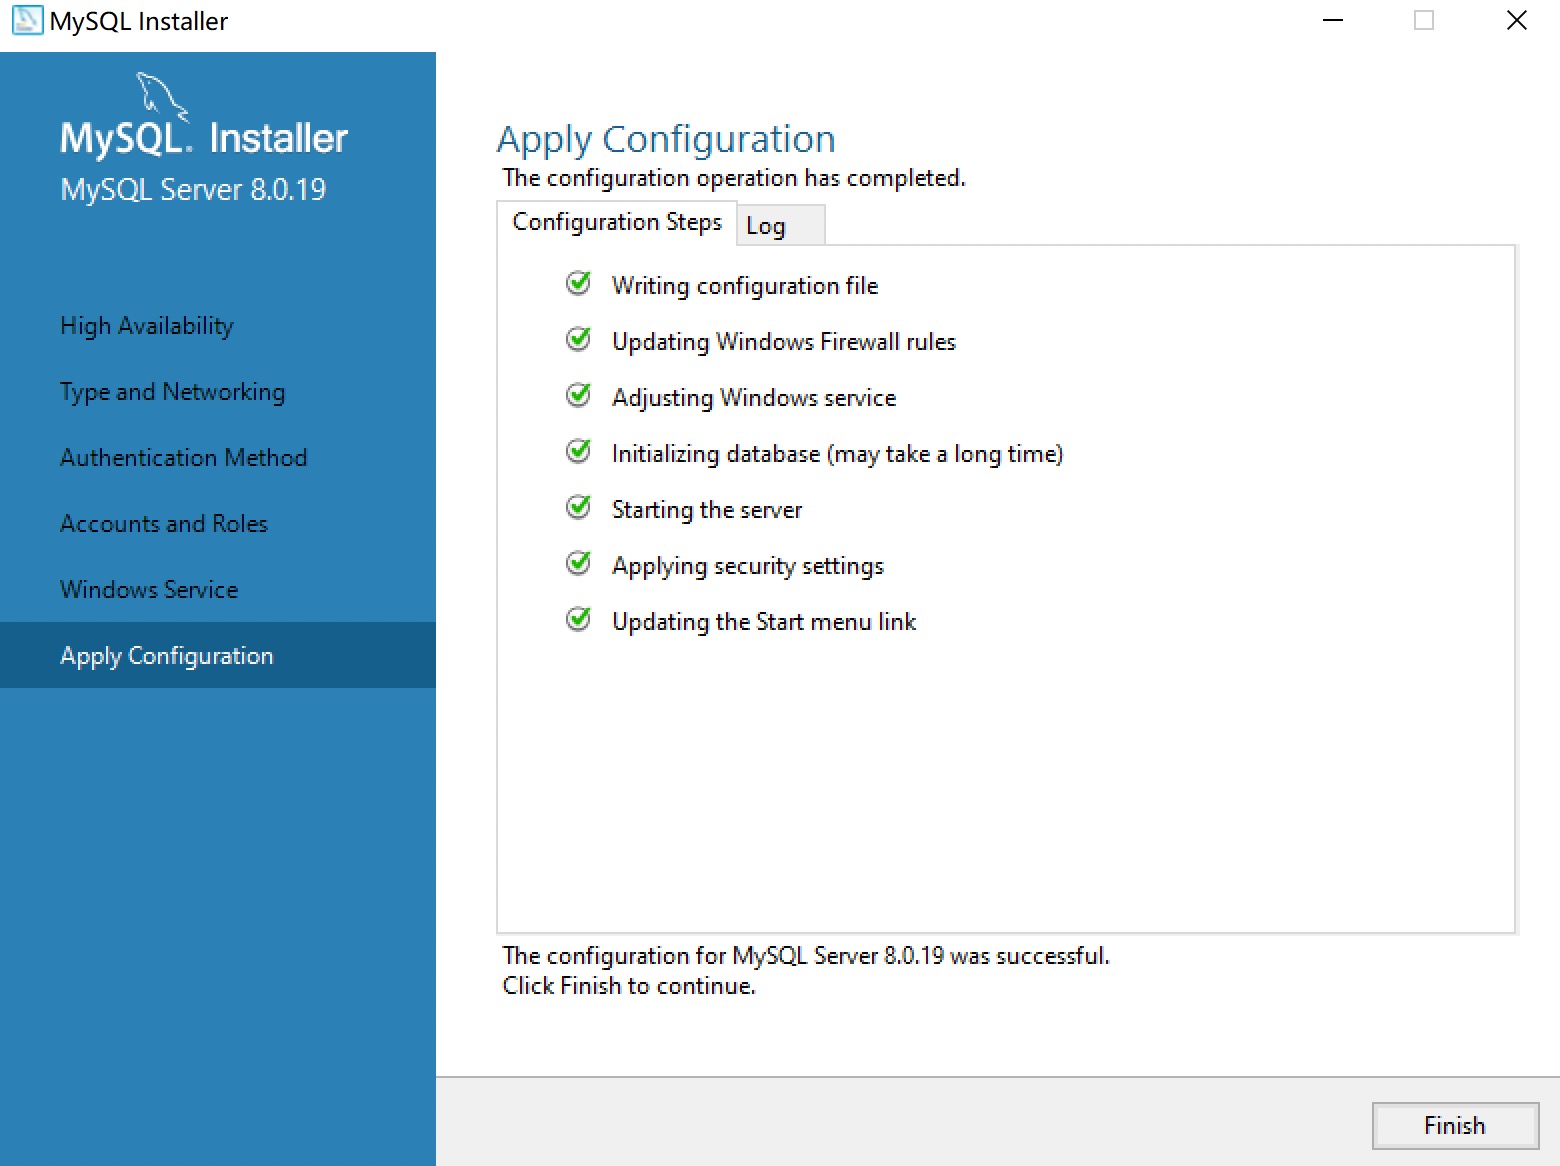 MySQL Installer
MySQL. Installer
MySQL Server 8.0.19
High Availability
Type and Networking
Authentication Method
Accounts and Roles
Windows Service
Apply Configuration
Apply Configuration
The configuration operation has completed.
Configuration Steps
Log
Writing configuration file
Updating Windows Firewall rules
Adjusting Windows service
Initializing database (may take a long time)
Starting the server
Applying security settings
Updating the Start menu link
The configuration for MySQL Server 8.0.19 was successful.
Click Finish to continue.
Finish